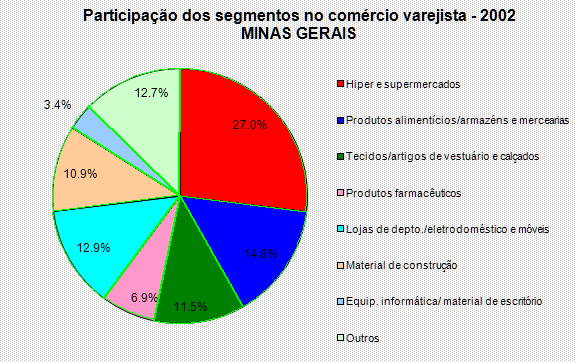 Participação dos segmentos no comércio varejista - 2002
MINAS GERAIS
12.7%
27.0%
3.4%
10.9%
12.9%
6.9%
11.5%
14.8%
Hiper e supermercados
Produtos alimentícios/armazéns e mercearias
Tecidos/artigos de vestuário e calçados
Produtos farmacêuticos
Lojas de depto./eletrodoméstico e móveis
Material de construção
Equip. informática/ material de escritório
Outros